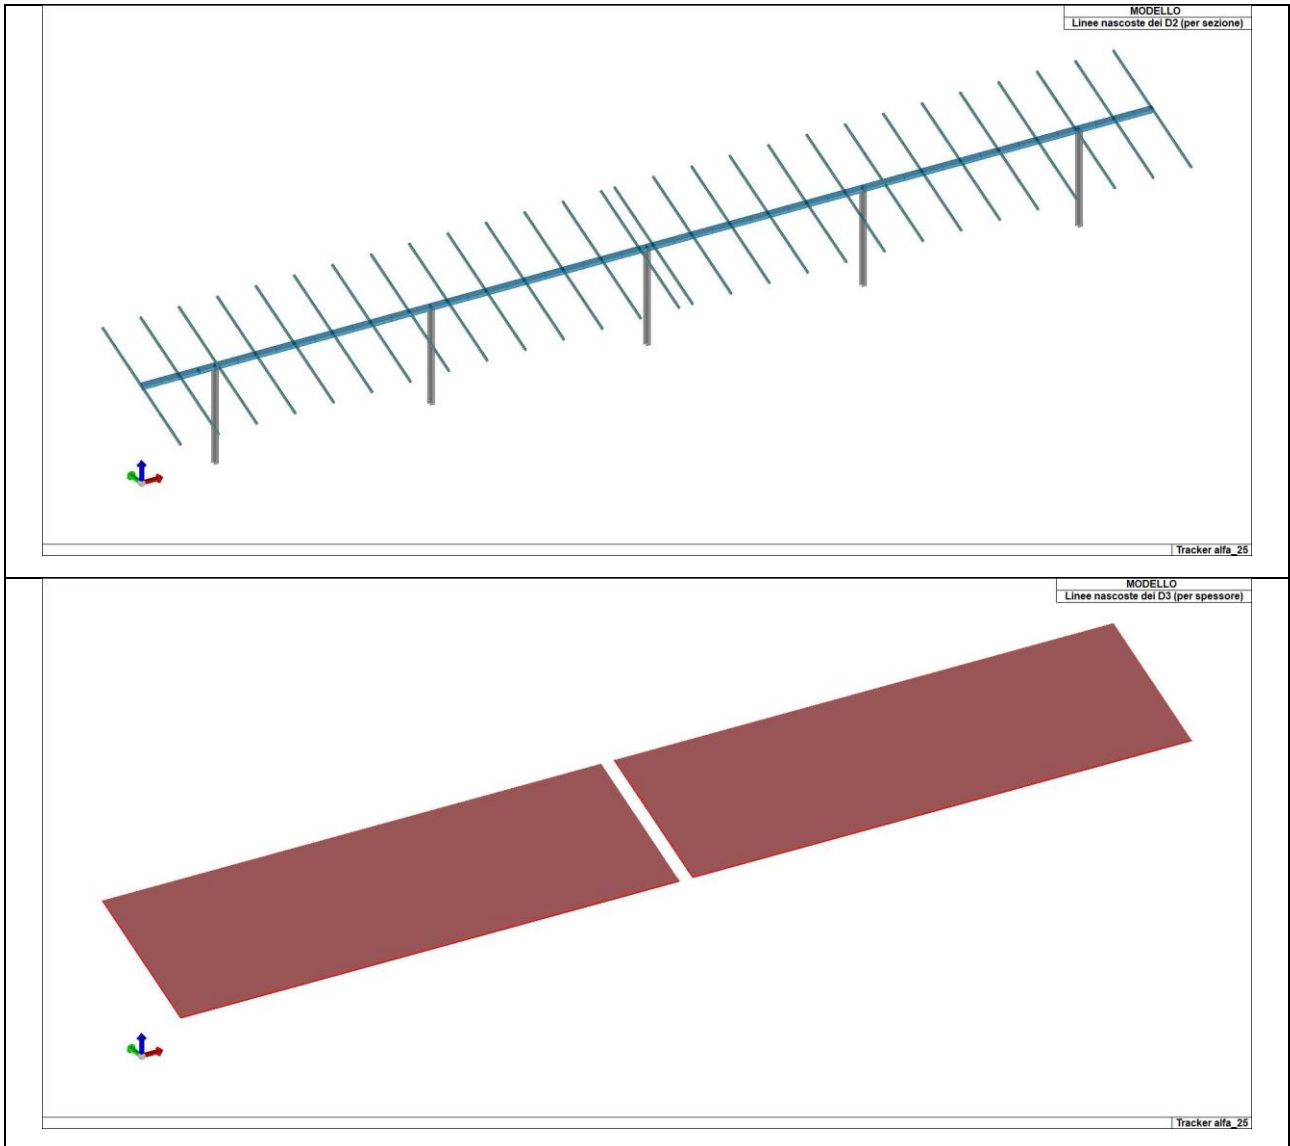 MODELLO
Linee nascoste dei D2 (per sezione)
Tracker alfa_25
MODELLO
Linee nascoste dei D3 (per spessore)
Tracker alfa_25